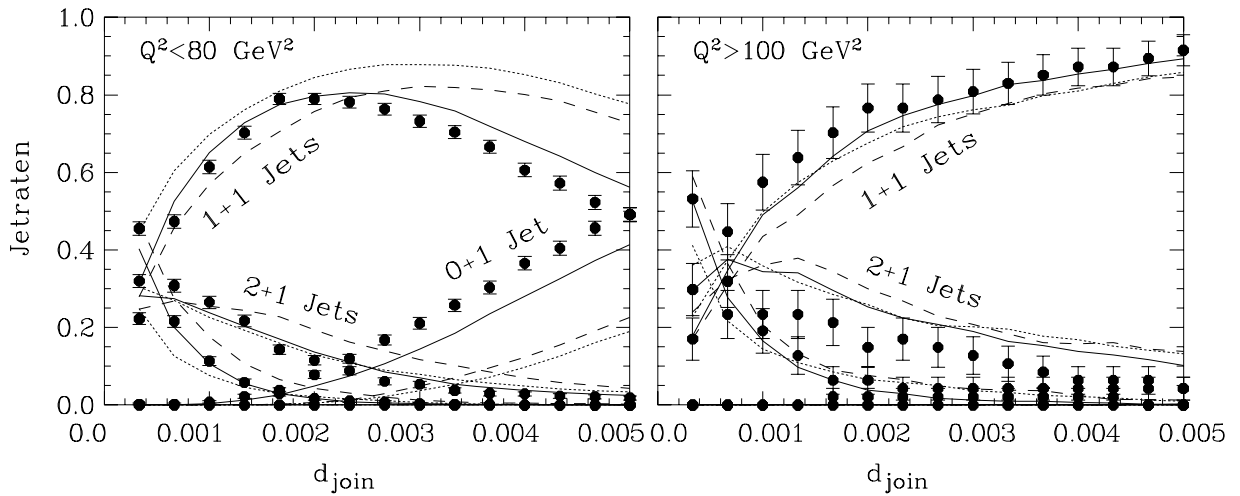 Q²<80 GeV²
Q²>100 GeV²
Jetraten
1.0
0.8
0.6
0.4
0.2
0.0
1+1 Jets
0+1 Jet
2+1 Jets
1+1 Jets
2+1 Jets
0.0 0.001 0.002 0.003 0.004 0.005
0.0 0.001 0.002 0.003 0.004 0.005
d_join
d_join